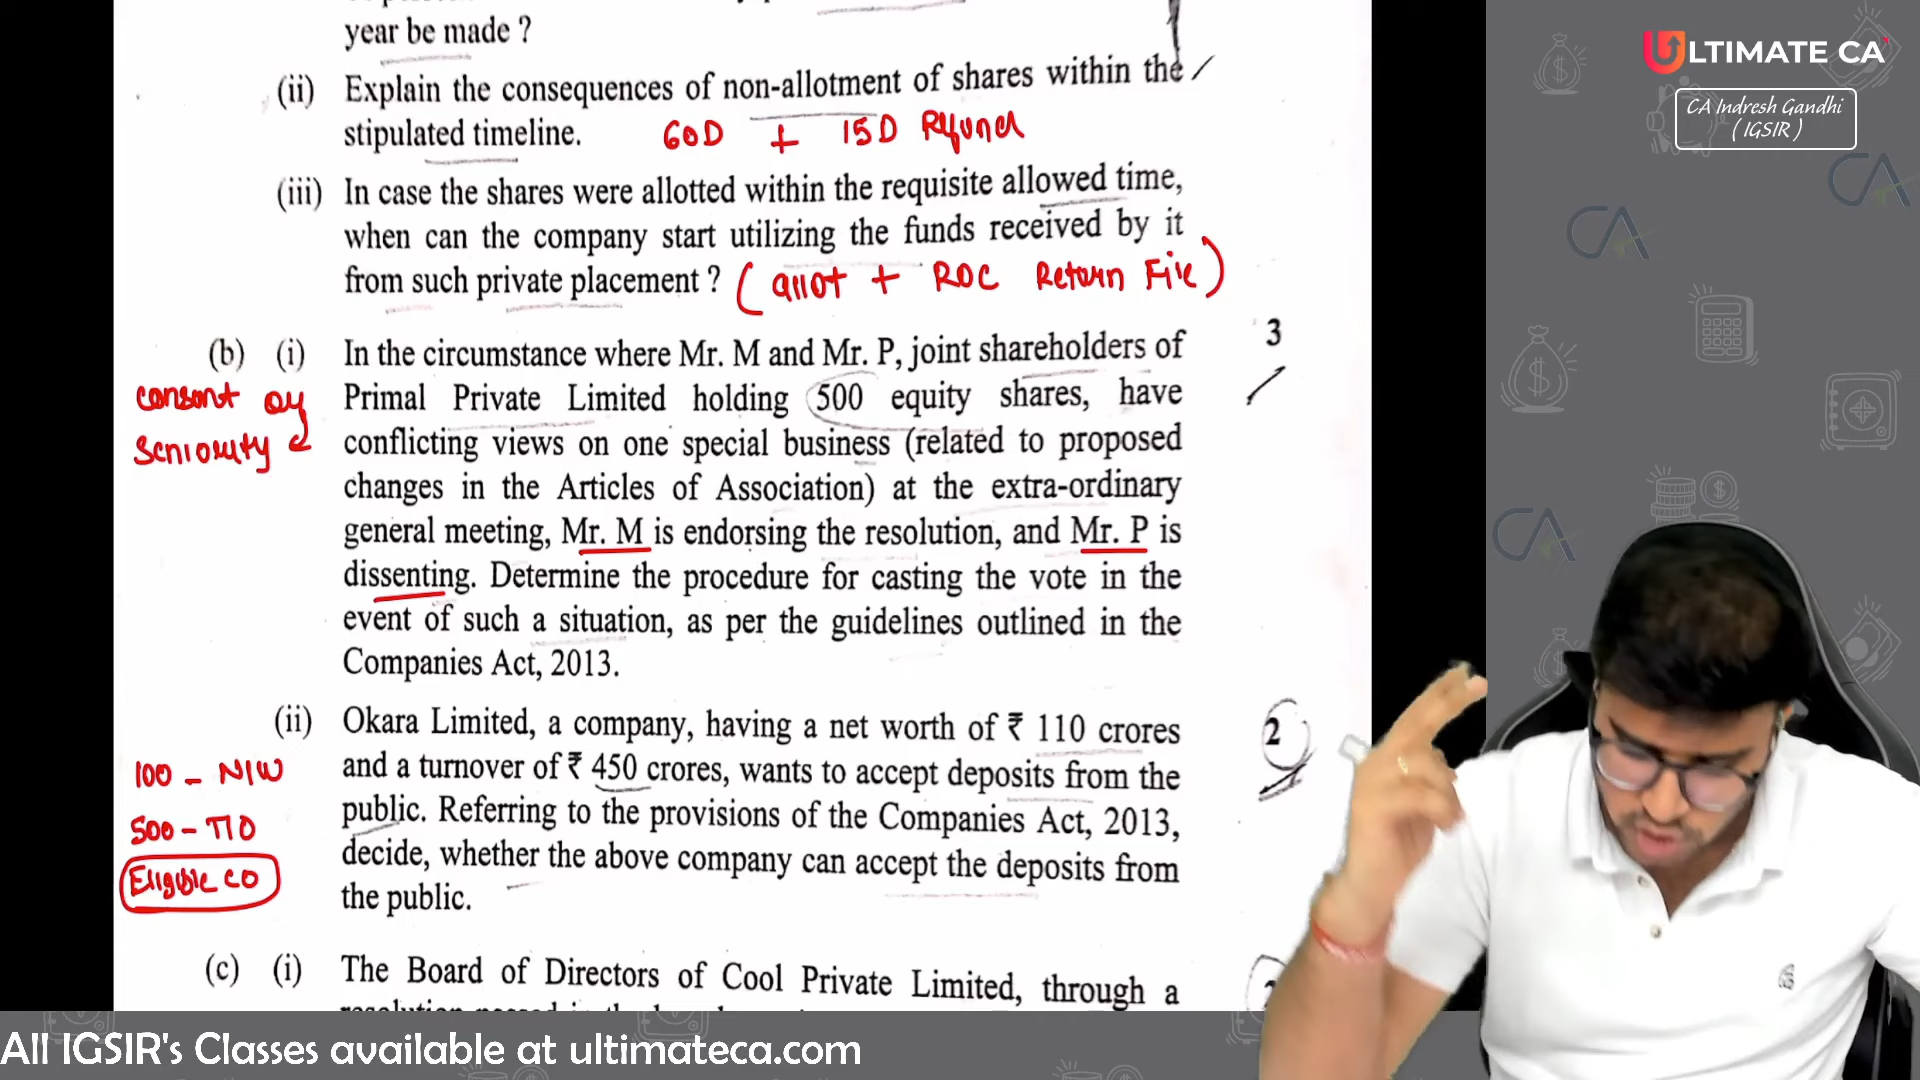 year be made ?
(ii) Explain the consequences of non-allotment of shares within the
stipulated timeline. 60D + 15D Refund
(iii) In case the shares were allotted within the requisite allowed time,
when can the company start utilizing the funds received by it
from such private placement ? (allot + ROC Return File)
(b) (i) In the circumstance where Mr. M and Mr. P, joint shareholders of 3
Primal Private Limited holding 500 equity shares, have
conflicting views on one special business (related to proposed
changes in the Articles of Association) at the extra-ordinary
general meeting, Mr. M is endorsing the resolution, and Mr. P is
dissenting. Determine the procedure for casting the vote in the
event of such a situation, as per the guidelines outlined in the
Companies Act, 2013.
seniority
(ii) Okara Limited, a company, having a net worth of ₹ 110 crores 2
and a turnover of ₹ 450 crores, wants to accept deposits from the
public. Referring to the provisions of the Companies Act, 2013,
decide, whether the above company can accept the deposits from
the public.
100 - N/W
500 - T/O
Eligible CO
(c) (i) The Board of Directors of Cool Private Limited, through a
ULTIMATE CA
CA Indresh Gandhi
(IGSIR)
CA
CA
CA
All IGSIR's Classes available at ultimateca.com